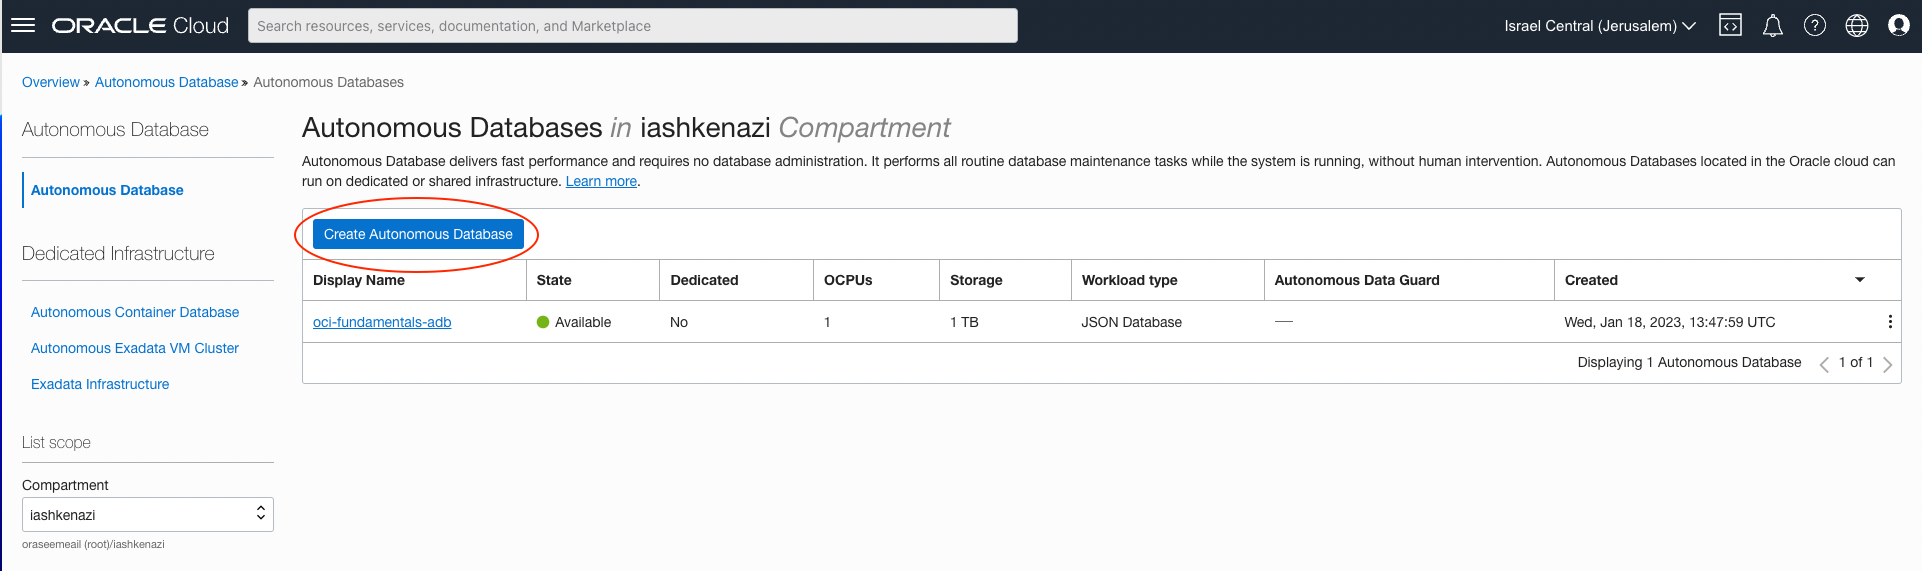 ORACLE Cloud
Search resources, services, documentation, and Marketplace
Israel Central (Jerusalem)
Overview » Autonomous Database » Autonomous Databases
Autonomous Database
Autonomous Database
Dedicated Infrastructure
Autonomous Container Database
Autonomous Exadata VM Cluster
Exadata Infrastructure
List scope
Compartment
iashkenazi
oraseemeail (root)/iashkenazi
Autonomous Databases in iashkenazi Compartment
Autonomous Database delivers fast performance and requires no database administration. It performs all routine database maintenance tasks while the system is running, without human intervention. Autonomous Databases located in the Oracle cloud can
run on dedicated or shared infrastructure. Learn more.
Create Autonomous Database
Display Name State Dedicated OCPUs Storage Workload type Autonomous Data Guard Created
oci-fundamentals-adb Available No 1 1 TB JSON Database — Wed, Jan 18, 2023, 13:47:59 UTC
Displaying 1 Autonomous Database < 1 of 1 >